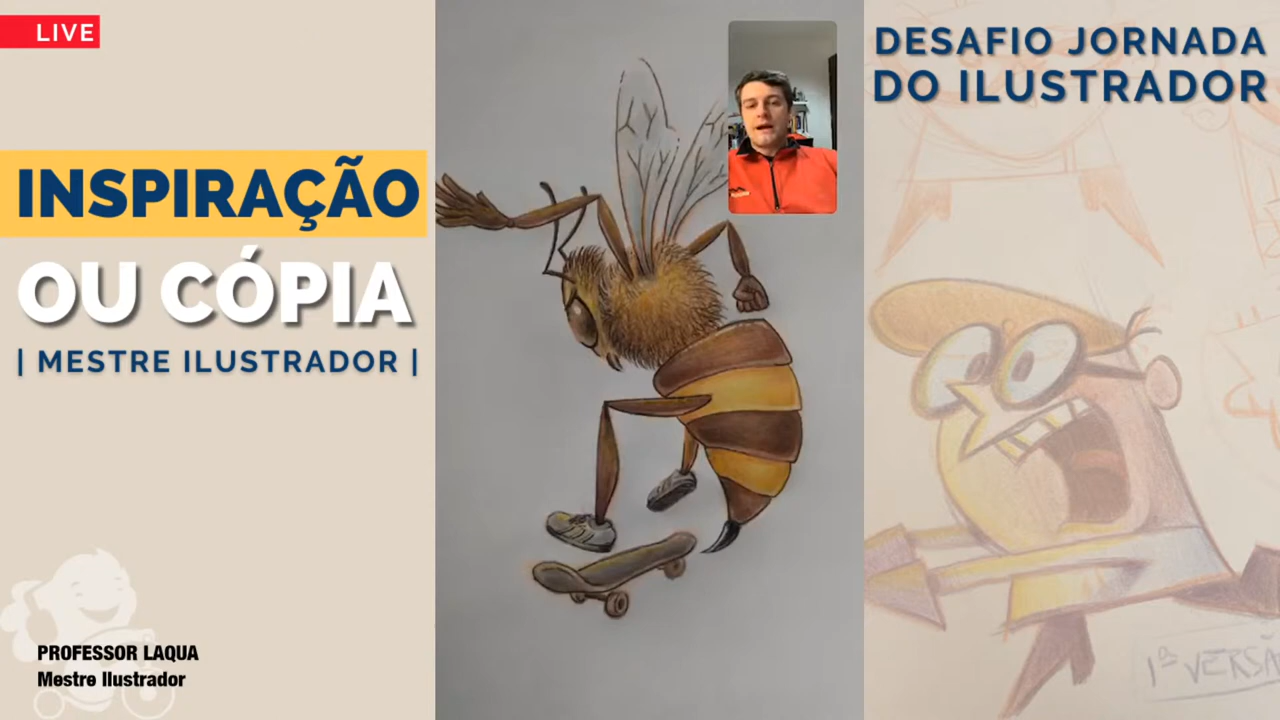 LIVE
INSPIRAÇÃO
OU CÓPIA
| MESTRE ILUSTRADOR |
PROFESSOR LAQUA
Mestre Ilustrador
DESAFIO JORNADA
DO ILUSTRADOR